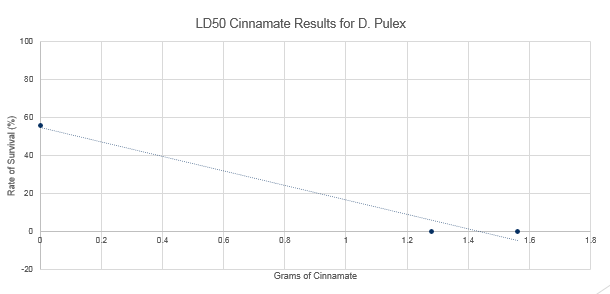 LD50 Cinnamate Results for D. Pulex
100
80
60
40
20
0
-20
0 0.2 0.4 0.6 0.8 1 1.2 1.4 1.6 1.8
Rate of Survival (%)
Grams of Cinnamate